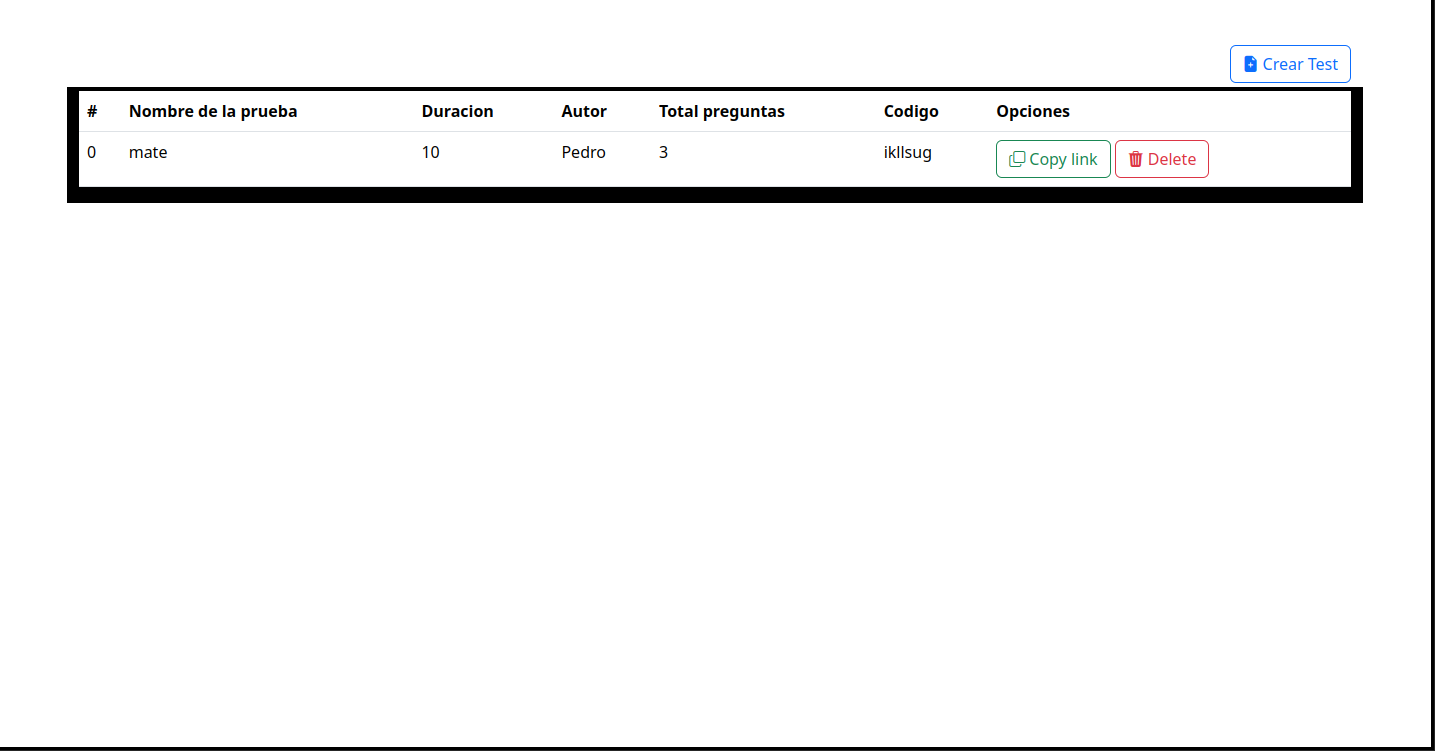 Crear Test
# Nombre de la prueba Duracion Autor Total preguntas Codigo Opciones
0 mate 10 Pedro 3 ikllsug Copy link Delete